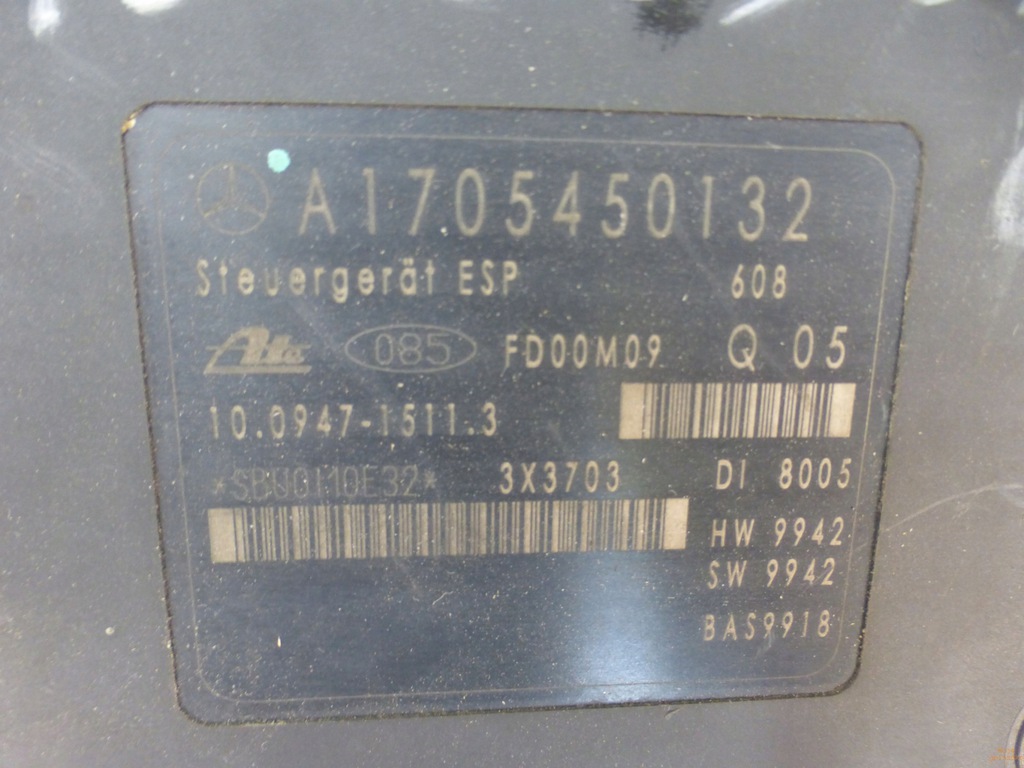 A1705450132
Steuergerät ESP 608
Ate 085 FD00M09 Q 05
10.0947-1511.3
*SBU0110E32* 3X3703 DI 8005
HW 9942
SW 9942
BAS9918